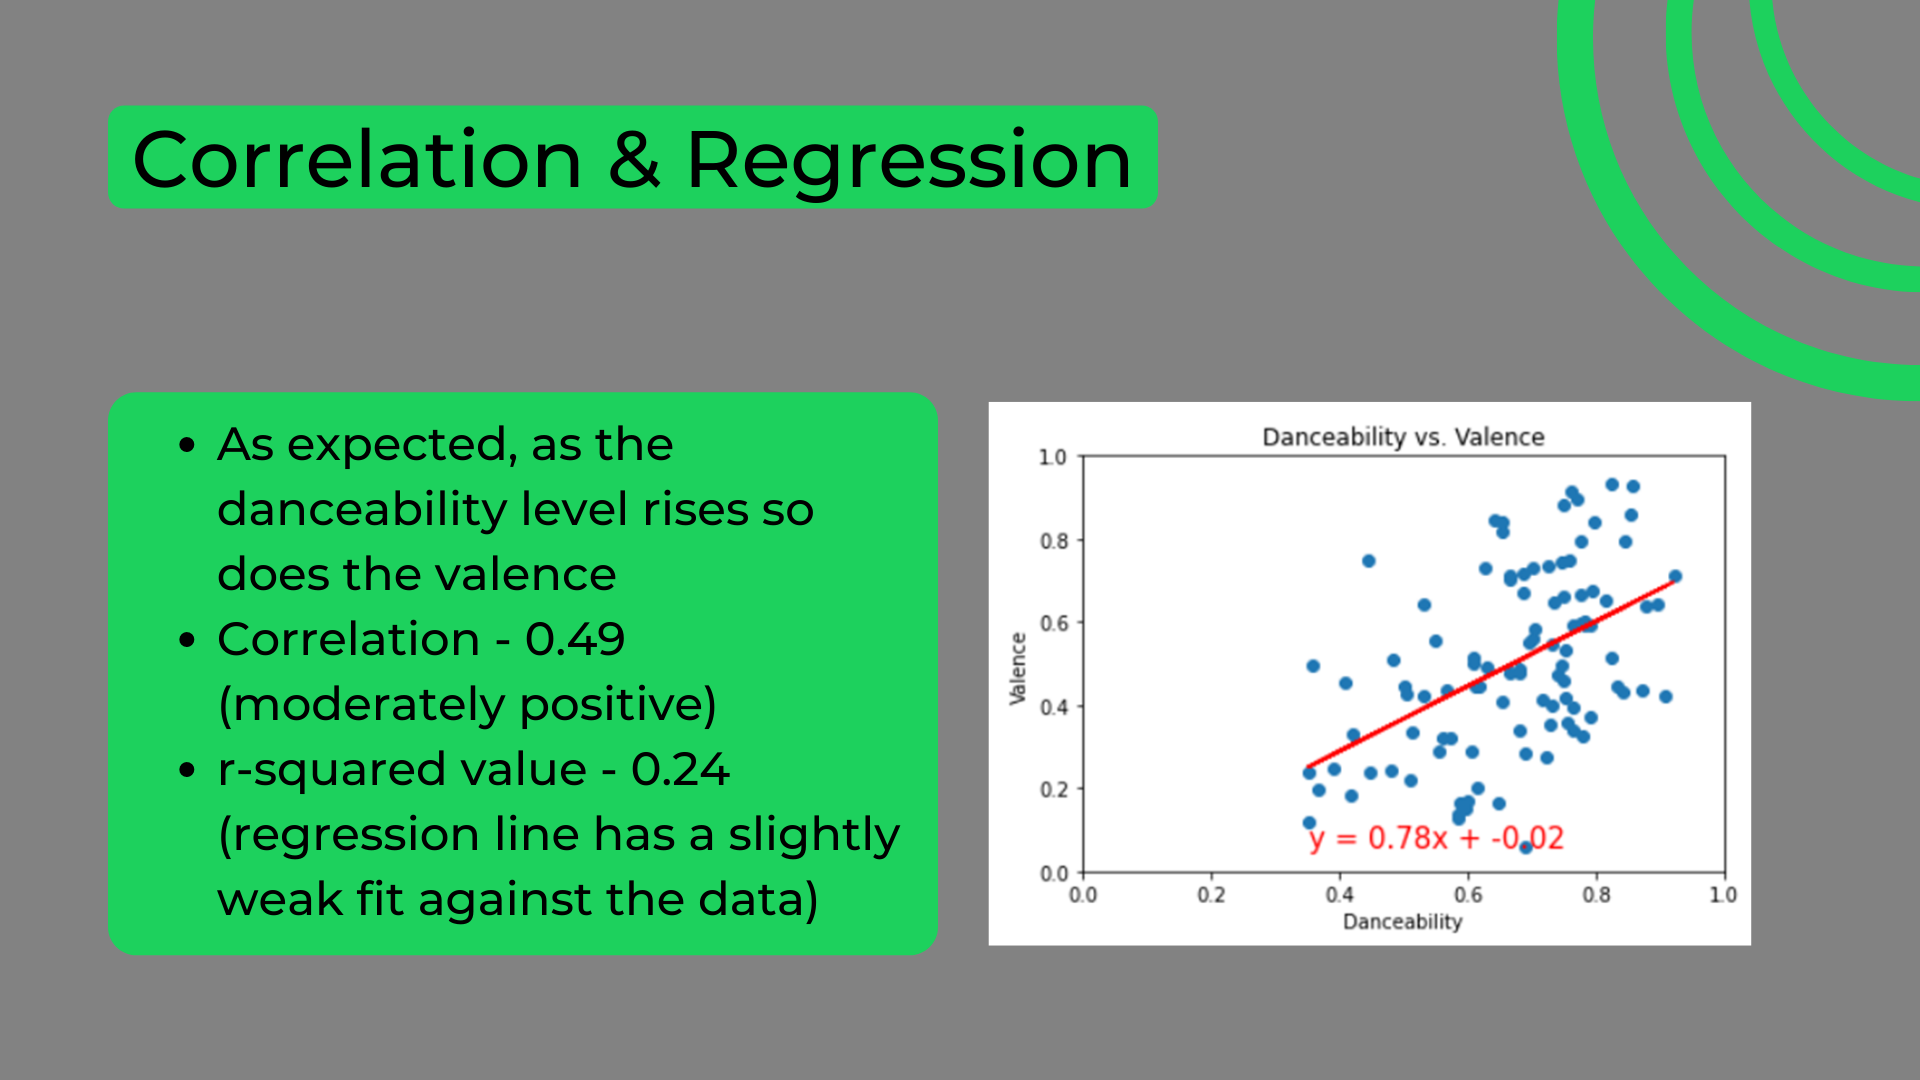 Correlation & Regression
• As expected, as the
danceability level rises so
does the valence
• Correlation - 0.49
(moderately positive)
• r-squared value - 0.24
(regression line has a slightly
weak fit against the data)
Danceability vs. Valence
1.0
0.8
0.6
0.4
0.2
0.0
Valence
y = 0.78x + -0.02
0.0 0.2 0.4 0.6 0.8 1.0
Danceability